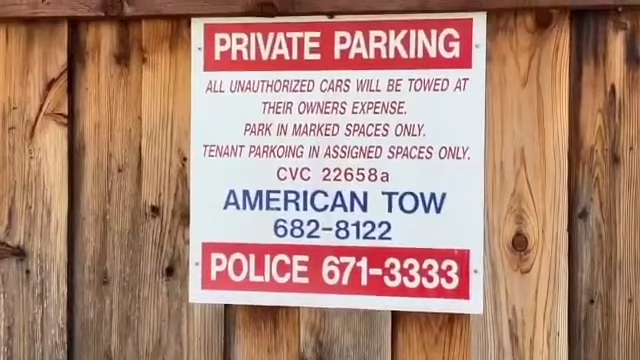 PRIVATE PARKING
ALL UNAUTHORIZED CARS WILL BE TOWED AT
THEIR OWNERS EXPENSE.
PARK IN MARKED SPACES ONLY.
TENANT PARKOING IN ASSIGNED SPACES ONLY.
CVC 22658a
AMERICAN TOW
682-8122
POLICE 671-3333